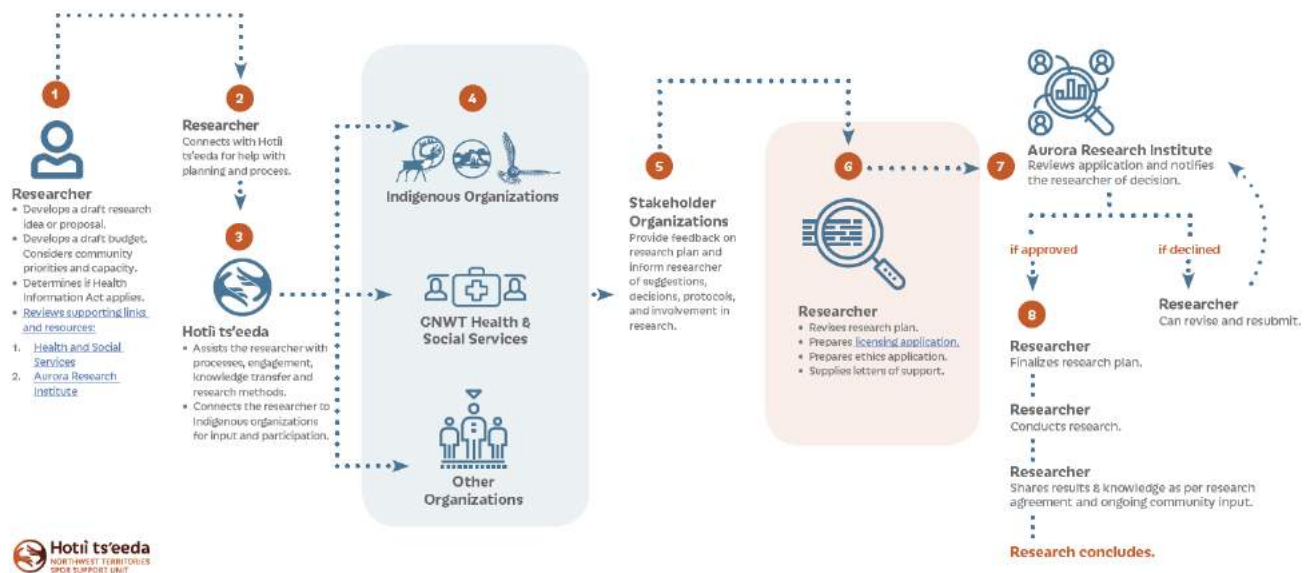 1
Researcher
• Develops a draft research
idea or proposal.
• Develops a draft budget.
Considers community
priorities and capacity.
• Determines if Health
Information Act applies.
• Reviews supporting links
and resources:
1. Health and Social
Services
2. Aurora Research
Institute
2
Researcher
Connects with Hotıì
ts'eeda for help with
planning and process.
3
Hotıì ts'eeda
• Assists the researcher with
processes, engagement,
knowledge transfer and
research methods.
• Connects the researcher to
Indigenous organizations
for input and participation.
4
Indigenous Organizations
GNWT Health &
Social Services
Other
Organizations
5
Stakeholder
Organizations
Provide feedback on
research plan and
inform researcher
of suggestions,
decisions, protocols,
and involvement in
research.
6
Researcher
• Revises research plan.
• Prepares licensing application.
• Prepares ethics application.
• Supplies letters of support.
7
Aurora Research Institute
Reviews application and notifies
the researcher of decision.
if approved
if declined
Researcher
Can revise and resubmit.
8
Researcher
Finalizes research plan.
Researcher
Conducts research.
Researcher
Shares results & knowledge as per research
agreement and ongoing community input.
Research concludes.
Hotıì ts'eeda
NORTHWEST TERRITORIES
SPOR SUPPORT UNIT